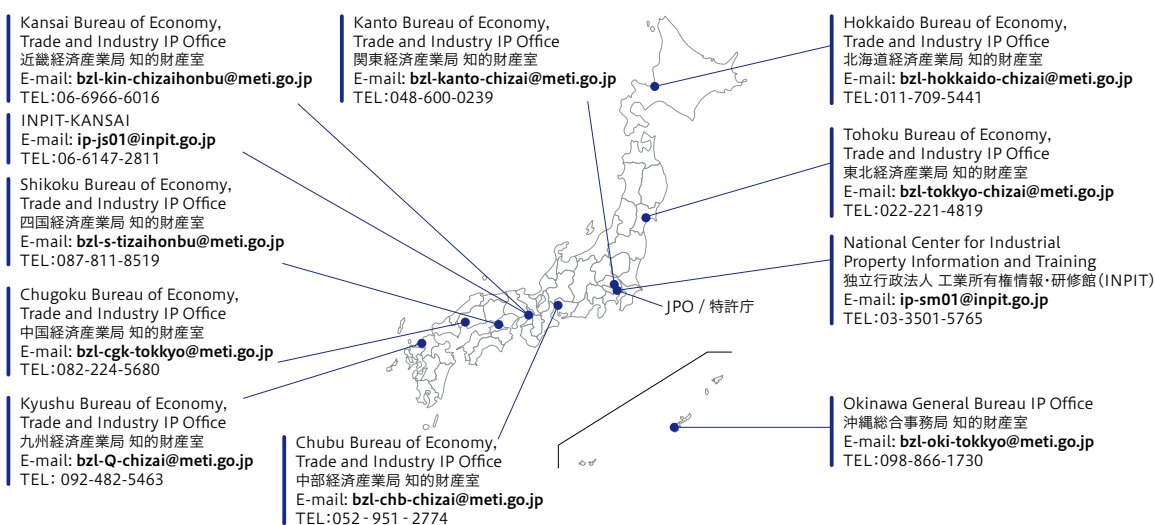 Kansai Bureau of Economy,
Trade and Industry IP Office
近畿経済産業局 知的財産室
E-mail: bzl-kin-chizaihonbu@meti.go.jp
TEL:06-6966-6016
INPIT-KANSAI
E-mail: ip-js01@inpit.go.jp
TEL:06-6147-2811
Shikoku Bureau of Economy,
Trade and Industry IP Office
四国経済産業局 知的財産室
E-mail: bzl-s-tizaihonbu@meti.go.jp
TEL:087-811-8519
Chugoku Bureau of Economy,
Trade and Industry IP Office
中国経済産業局 知的財産室
E-mail: bzl-cgk-tokkyo@meti.go.jp
TEL:082-224-5680
Kyushu Bureau of Economy,
Trade and Industry IP Office
九州経済産業局 知的財産室
E-mail: bzl-Q-chizai@meti.go.jp
TEL: 092-482-5463
Kanto Bureau of Economy,
Trade and Industry IP Office
関東経済産業局 知的財産室
E-mail: bzl-kanto-chizai@meti.go.jp
TEL:048-600-0239
Chubu Bureau of Economy,
Trade and Industry IP Office
中部経済産業局 知的財産室
E-mail: bzl-chb-chizai@meti.go.jp
TEL:052-951-2774
JPO / 特許庁
Hokkaido Bureau of Economy,
Trade and Industry IP Office
北海道経済産業局 知的財産室
E-mail: bzl-hokkaido-chizai@meti.go.jp
TEL:011-709-5441
Tohoku Bureau of Economy,
Trade and Industry IP Office
東北経済産業局 知的財産室
E-mail: bzl-tokkyo-chizai@meti.go.jp
TEL:022-221-4819
National Center for Industrial
Property Information and Training
独立行政法人 工業所有権情報・研修館(INPIT)
E-mail: ip-sm01@inpit.go.jp
TEL:03-3501-5765
Okinawa General Bureau IP Office
沖縄総合事務局 知的財産室
E-mail: bzl-oki-tokkyo@meti.go.jp
TEL:098-866-1730